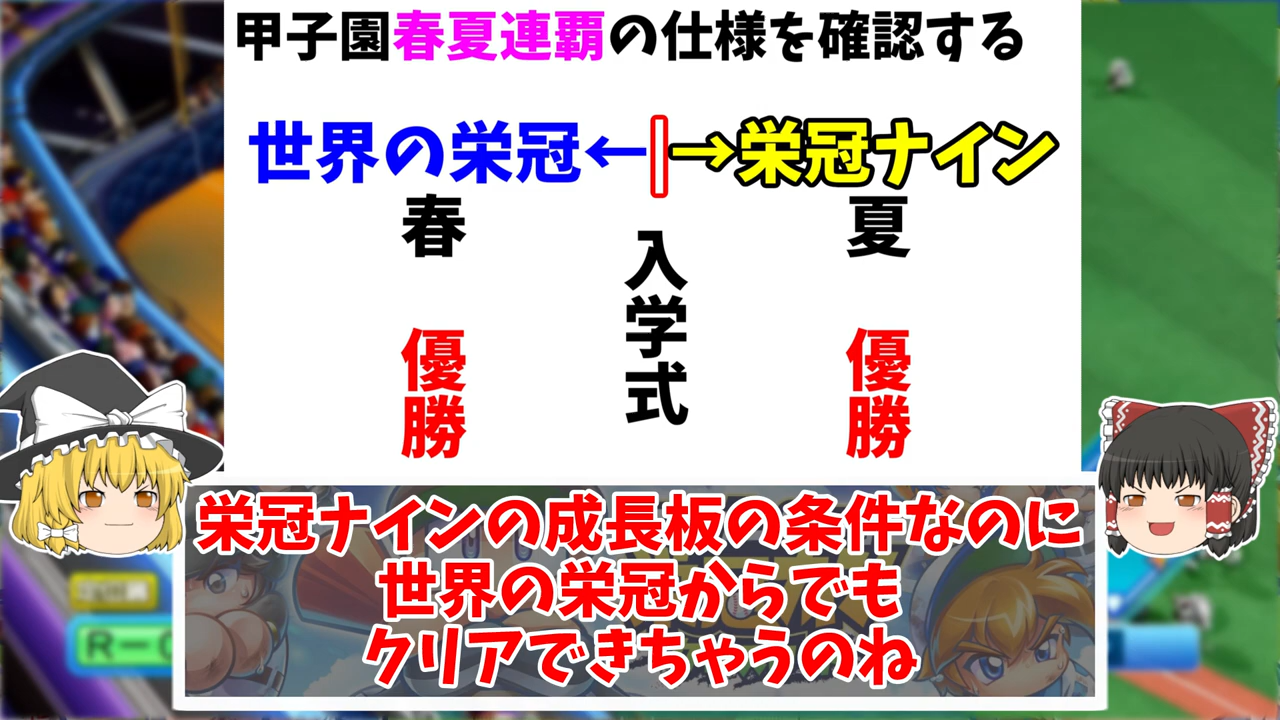 甲子園春夏連覇の仕様を確認する
世界の栄冠←|→栄冠ナイン
春
夏
入学式
優勝
優勝
栄冠ナインの成長板の条件なのに
世界の栄冠からでも
クリアできちゃうのね